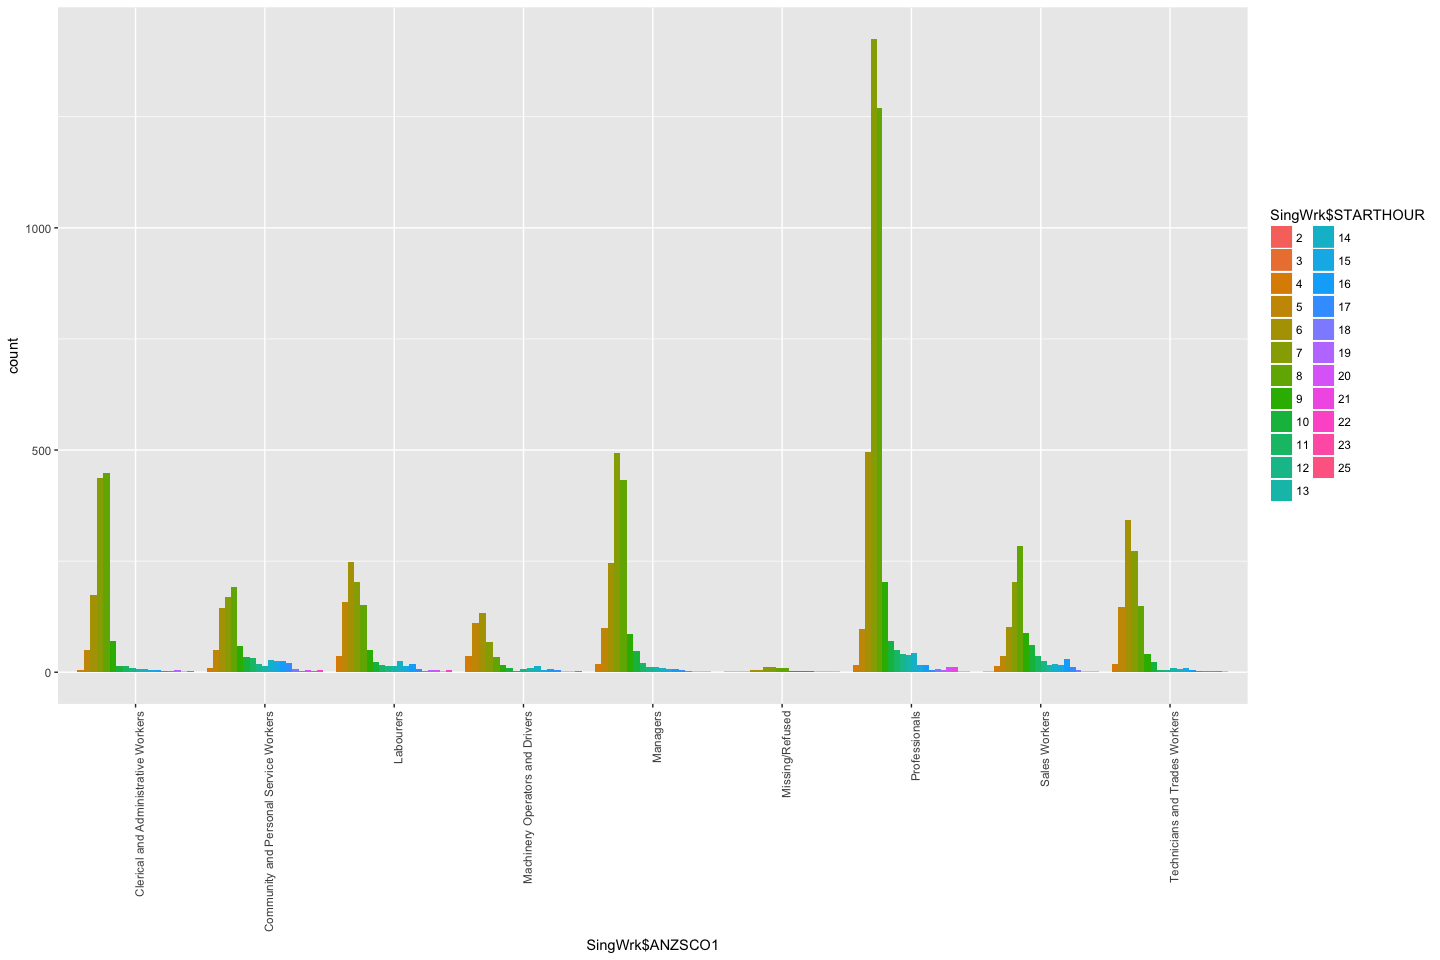 count
1000
500
0
Clerical and Administrative Workers
Community and Personal Service Workers
Labourers
Machinery Operators and Drivers
Managers
Missing/Refused
Professionals
Sales Workers
Technicians and Trades Workers
SingWrk$ANZSCO1
SingWrk$STARTHOUR
2 14
3 15
4 16
5 17
6 18
7 19
8 20
9 21
10 22
11 23
12 25
13